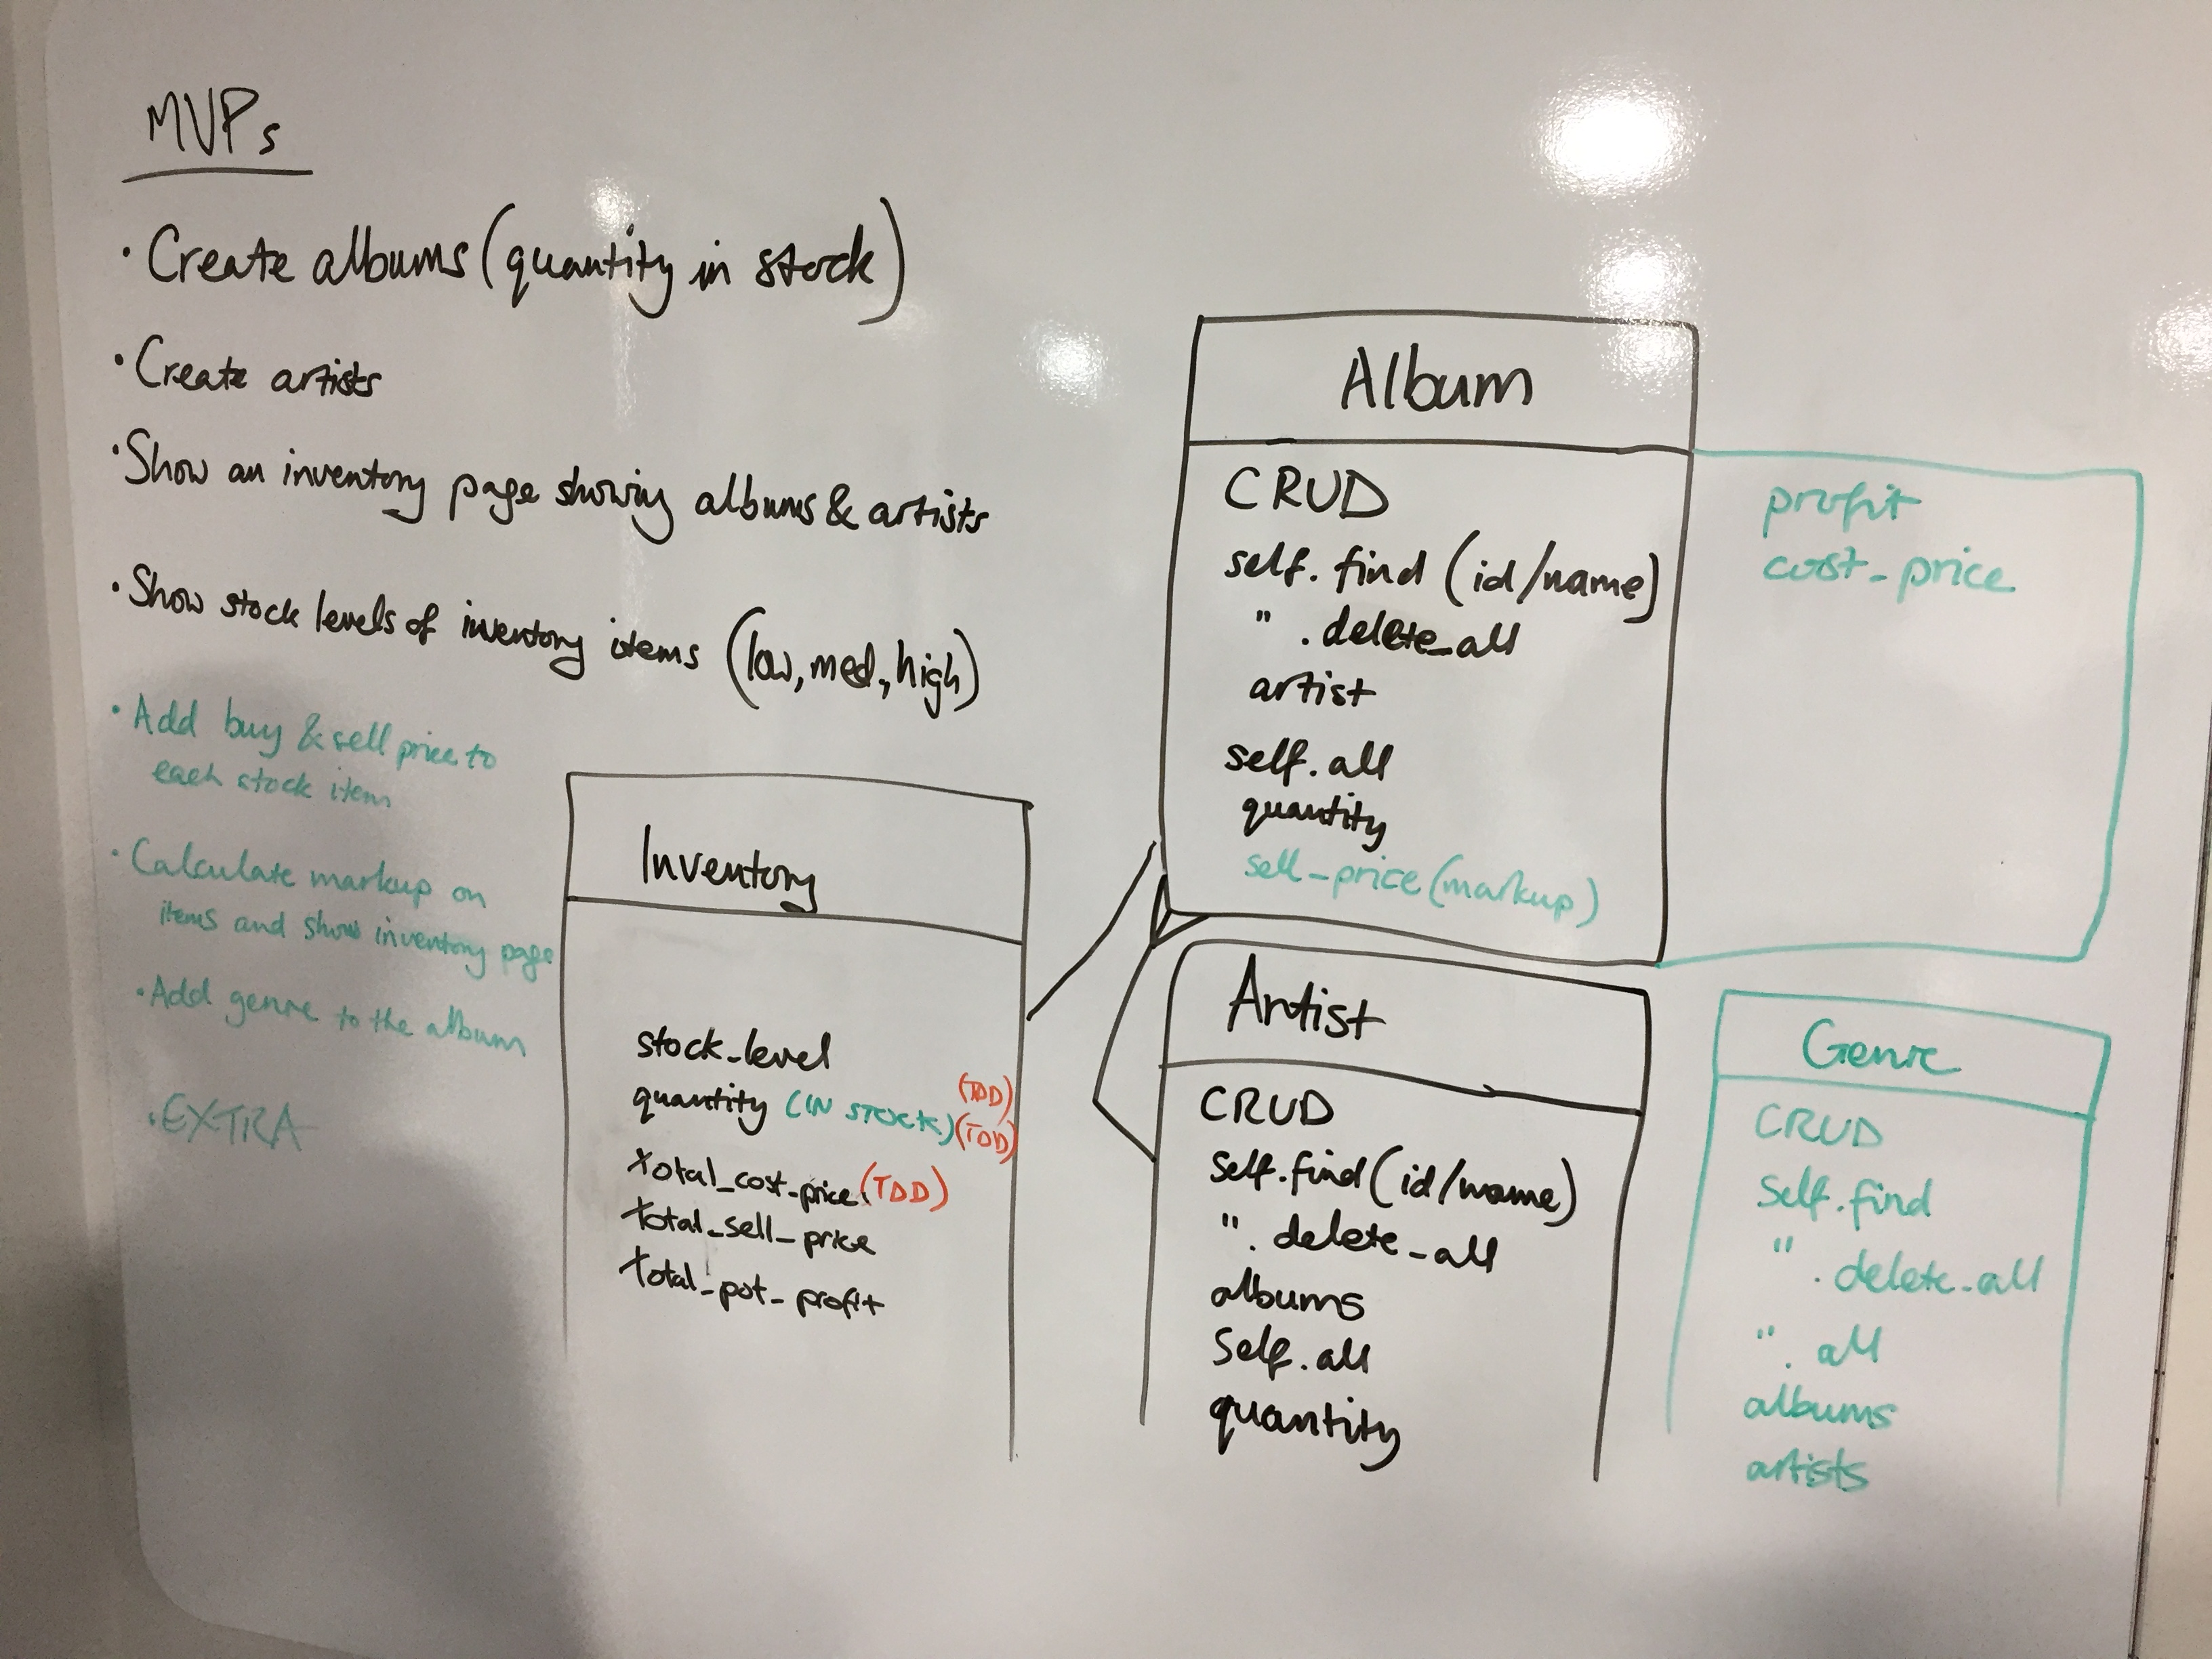 MVPs
· Create albums (quantity in stock)
· Create artists
· Show an inventory page showing albums & artists
· Show stock levels of inventory items (low, med, high)
· Add buy & sell price to
each stock item
· Calculate markup on
items and show inventory page
· Add genre to the album
· EXTRA
Inventory
stock_level
quantity (IN STOCK) (TDD)
(TDD)
total_cost_price (TDD)
total_sell_price
total_pot_profit
Album
CRUD
self.find (id/name)
" .delete_all
artist
self.all
quantity
sell_price (markup)
profit
cost_price
Artist
CRUD
self.find (id/name)
". delete_all
albums
Self.all
quantity
Genre
CRUD
Self.find
" .delete_all
". all
albums
artists